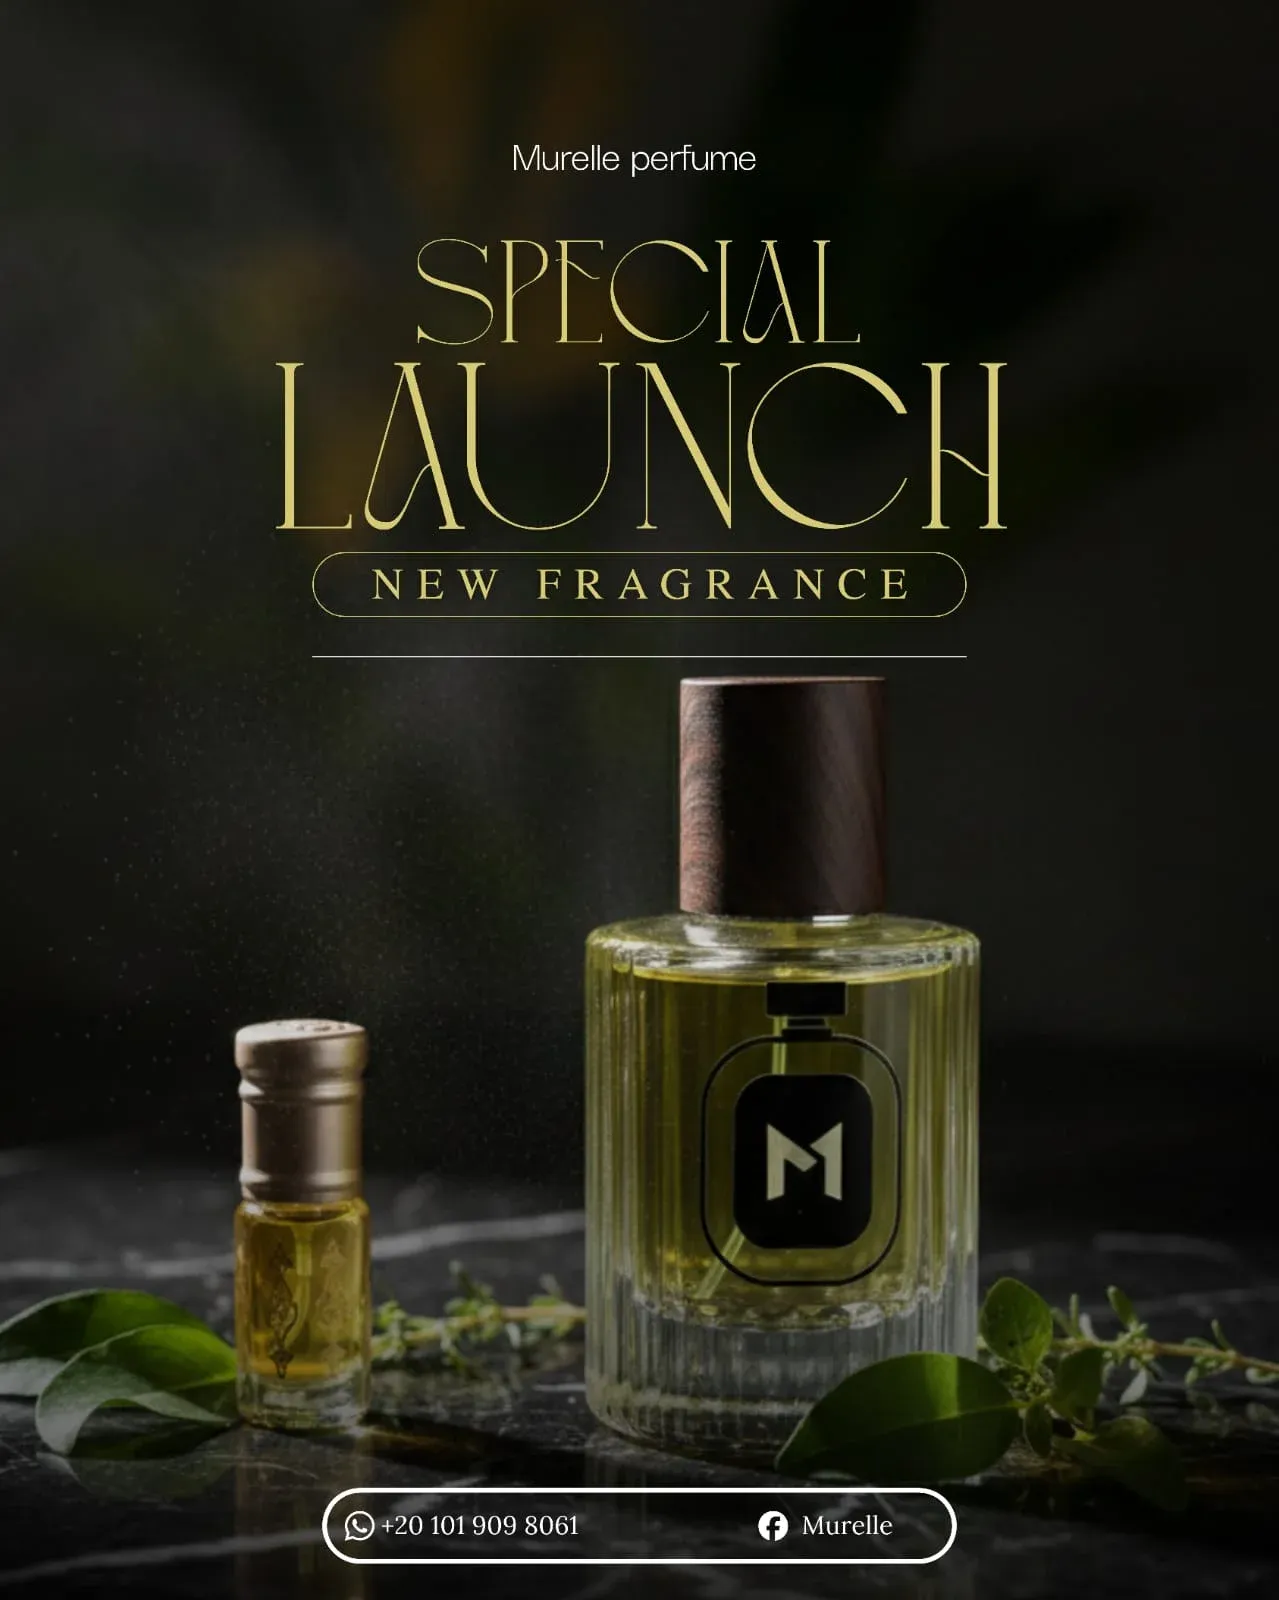 Murelle perfume
SPECIAL
LAUNCH
NEW FRAGRANCE
M
+20 101 909 8061
Murelle